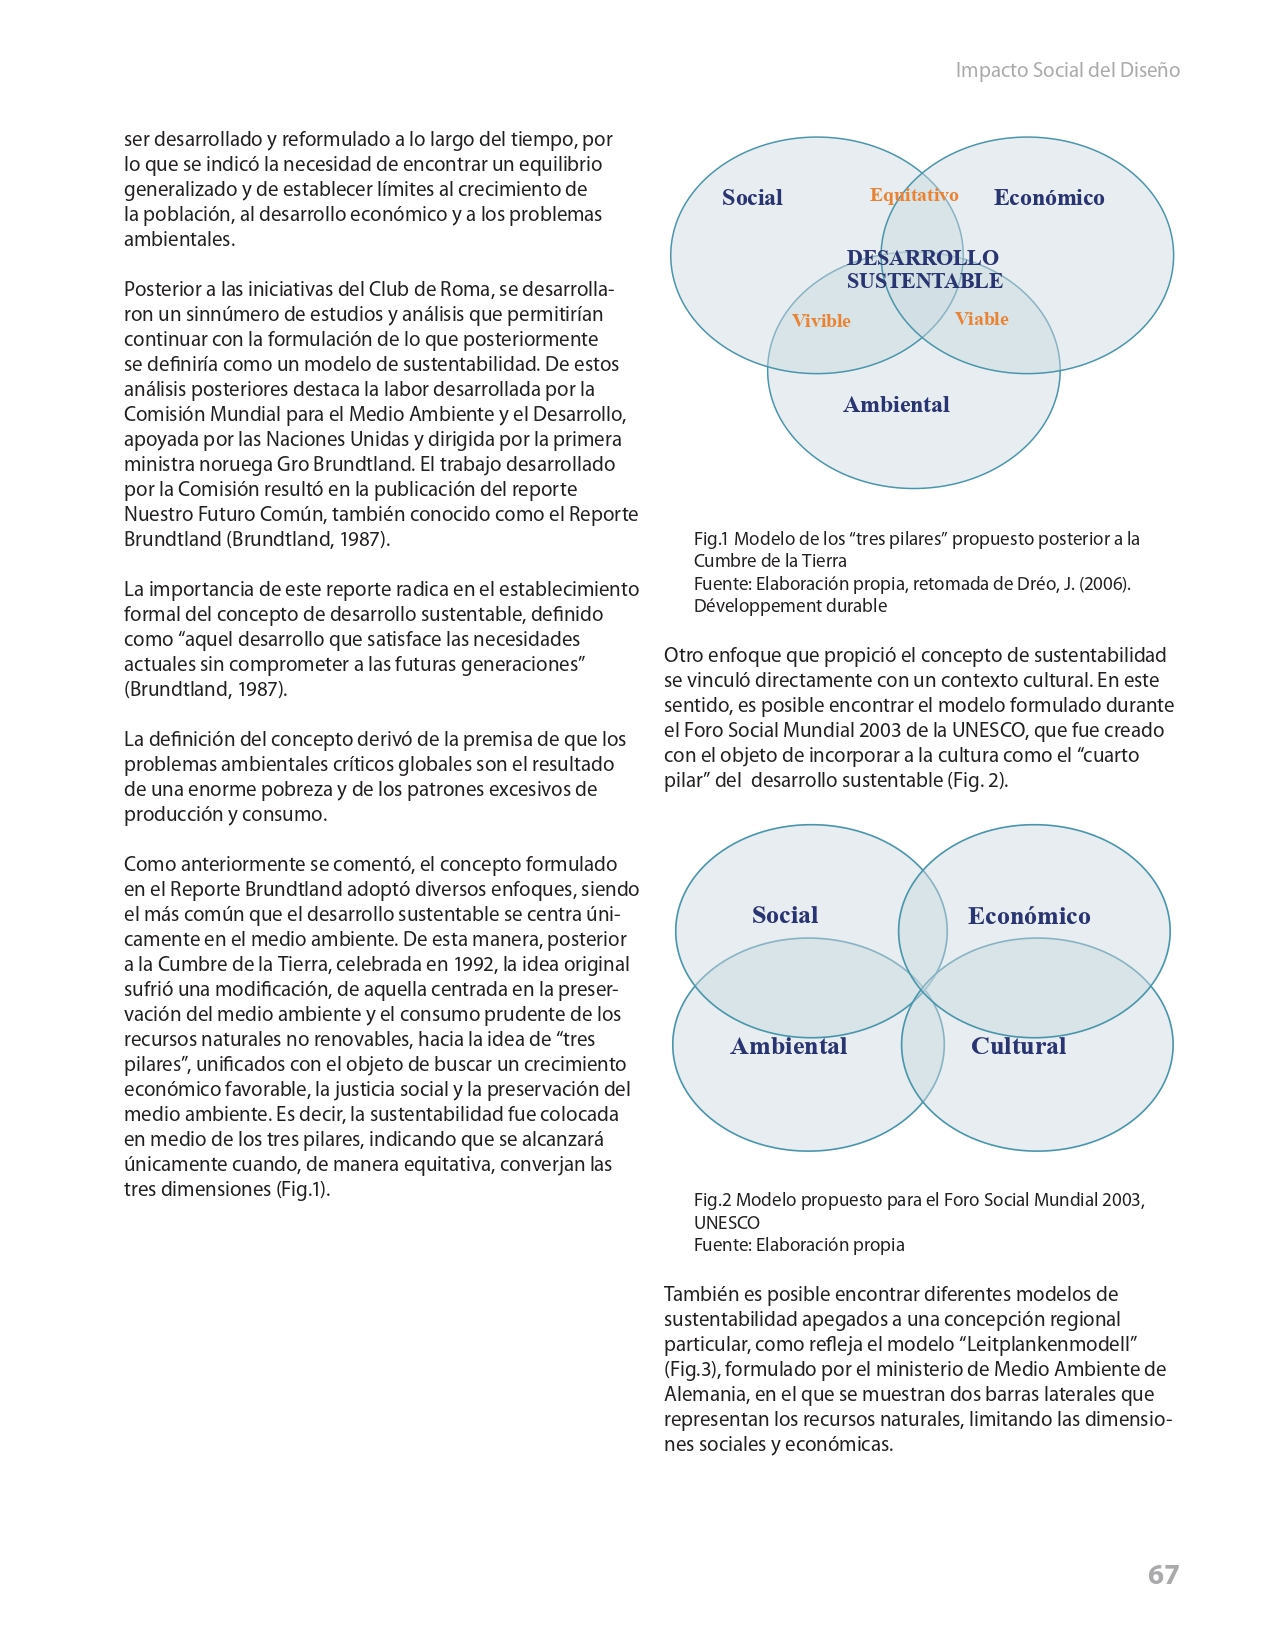 Impacto Social del Diseño
ser desarrollado y reformulado a lo largo del tiempo, por
lo que se indicó la necesidad de encontrar un equilibrio
generalizado y de establecer límites al crecimiento de
la población, al desarrollo económico y a los problemas
ambientales.
Posterior a las iniciativas del Club de Roma, se desarrolla-
ron un sinnúmero de estudios y análisis que permitirían
continuar con la formulación de lo que posteriormente
se definiría como un modelo de sustentabilidad. De estos
análisis posteriores destaca la labor desarrollada por la
Comisión Mundial para el Medio Ambiente y el Desarrollo,
apoyada por las Naciones Unidas y dirigida por la primera
ministra noruega Gro Brundtland. El trabajo desarrollado
por la Comisión resultó en la publicación del reporte
Nuestro Futuro Común, también conocido como el Reporte
Brundtland (Brundtland, 1987).
La importancia de este reporte radica en el establecimiento
formal del concepto de desarrollo sustentable, definido
como “aquel desarrollo que satisface las necesidades
actuales sin comprometer a las futuras generaciones”
(Brundtland, 1987).
La definición del concepto derivó de la premisa de que los
problemas ambientales críticos globales son el resultado
de una enorme pobreza y de los patrones excesivos de
producción y consumo.
Como anteriormente se comentó, el concepto formulado
en el Reporte Brundtland adoptó diversos enfoques, siendo
el más común que el desarrollo sustentable se centra úni-
camente en el medio ambiente. De esta manera, posterior
a la Cumbre de la Tierra, celebrada en 1992, la idea original
sufrió una modificación, de aquella centrada en la preser-
vación del medio ambiente y el consumo prudente de los
recursos naturales no renovables, hacia la idea de “tres
pilares”, unificados con el objeto de buscar un crecimiento
económico favorable, la justicia social y la preservación del
medio ambiente. Es decir, la sustentabilidad fue colocada
en medio de los tres pilares, indicando que se alcanzará
únicamente cuando, de manera equitativa, converjan las
tres dimensiones (Fig.1).
Social
Equitativo
Económico
DESARROLLO
SUSTENTABLE
Vivible
Viable
Ambiental
Fig.1 Modelo de los “tres pilares” propuesto posterior a la
Cumbre de la Tierra
Fuente: Elaboración propia, retomada de Dréo, J. (2006).
Développement durable
Otro enfoque que propició el concepto de sustentabilidad
se vinculó directamente con un contexto cultural. En este
sentido, es posible encontrar el modelo formulado durante
el Foro Social Mundial 2003 de la UNESCO, que fue creado
con el objeto de incorporar a la cultura como el “cuarto
pilar” del  desarrollo sustentable (Fig. 2).
Social
Económico
Ambiental
Cultural
Fig.2 Modelo propuesto para el Foro Social Mundial 2003,
UNESCO
Fuente: Elaboración propia
También es posible encontrar diferentes modelos de
sustentabilidad apegados a una concepción regional
particular, como refleja el modelo “Leitplankenmodell”
(Fig.3), formulado por el ministerio de Medio Ambiente de
Alemania, en el que se muestran dos barras laterales que
representan los recursos naturales, limitando las dimensio-
nes sociales y económicas.
67